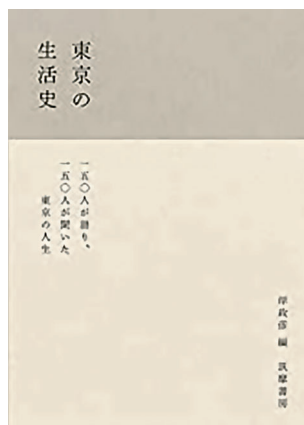 東京の
生活史
一五〇人が語り、
一五〇人が聞いた
東京の人生
岸政彦 編 筑摩書房